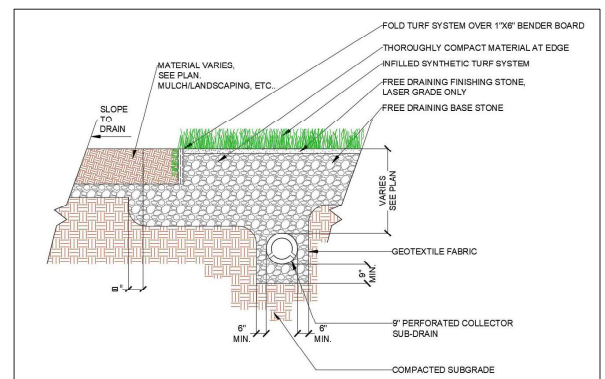 FOLD TURF SYSTEM OVER 1"X6" BENDER BOARD
THOROUGHLY COMPACT MATERIAL AT EDGE
INFILLED SYNTHETIC TURF SYSTEM
FREE DRAINING FINISHING STONE,
LASER GRADE ONLY
FREE DRAINING BASE STONE
MATERIAL VARIES,
SEE PLAN.
MULCH/LANDSCAPING, ETC..
SLOPE
TO
DRAIN
VARIES
SEE PLAN
GEOTEXTILE FABRIC
9"
MIN.
6"
MIN.
6"
MIN.
9" PERFORATED COLLECTOR
SUB-DRAIN
COMPACTED SUBGRADE